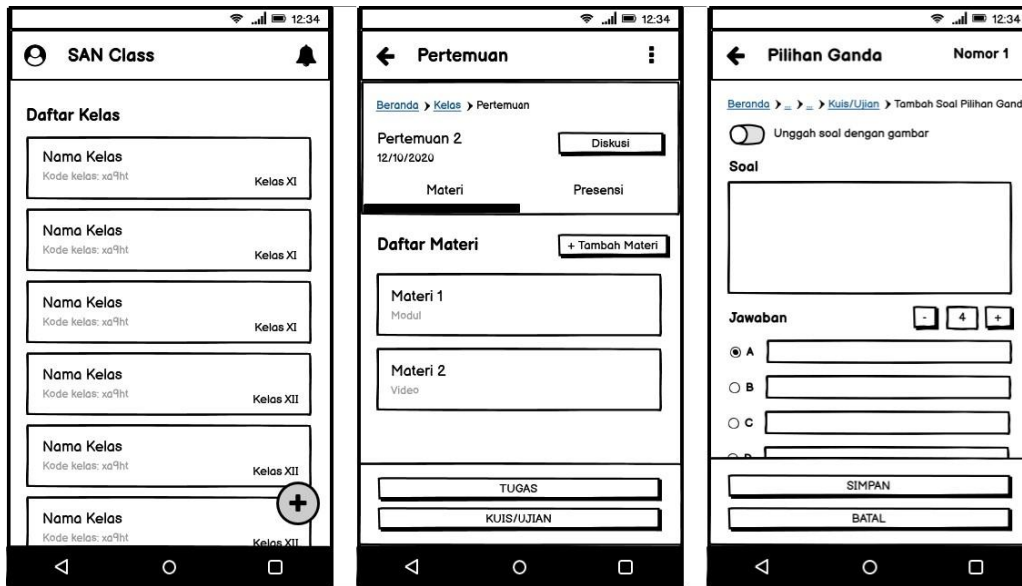 12:34
SAN Class
Daftar Kelas
Nama Kelas
Kode kelas: xa9ht
Kelas XI
Nama Kelas
Kode kelas: xa9ht
Kelas XI
Nama Kelas
Kode kelas: xa9ht
Kelas XI
Nama Kelas
Kode kelas: xa9ht
Kelas XII
Nama Kelas
Kode kelas: xa9ht
Kelas XII
+
Nama Kelas
Kode kelas: xa9ht
Kelas XII
12:34
Pertemuan
Beranda > Kelas > Pertemuan
Pertemuan 2
Diskusi
12/10/2020
Materi Presensi
Daftar Materi
+ Tambah Materi
Materi 1
Modul
Materi 2
Video
TUGAS
KUIS/UJIAN
12:34
Pilihan Ganda Nomor 1
Beranda > ... > ... > Kuis/Ujian > Tambah Soal Pilihan Gand
Unggah soal dengan gambar
Soal
Jawaban - 4 +
A
B
C
D
SIMPAN
BATAL